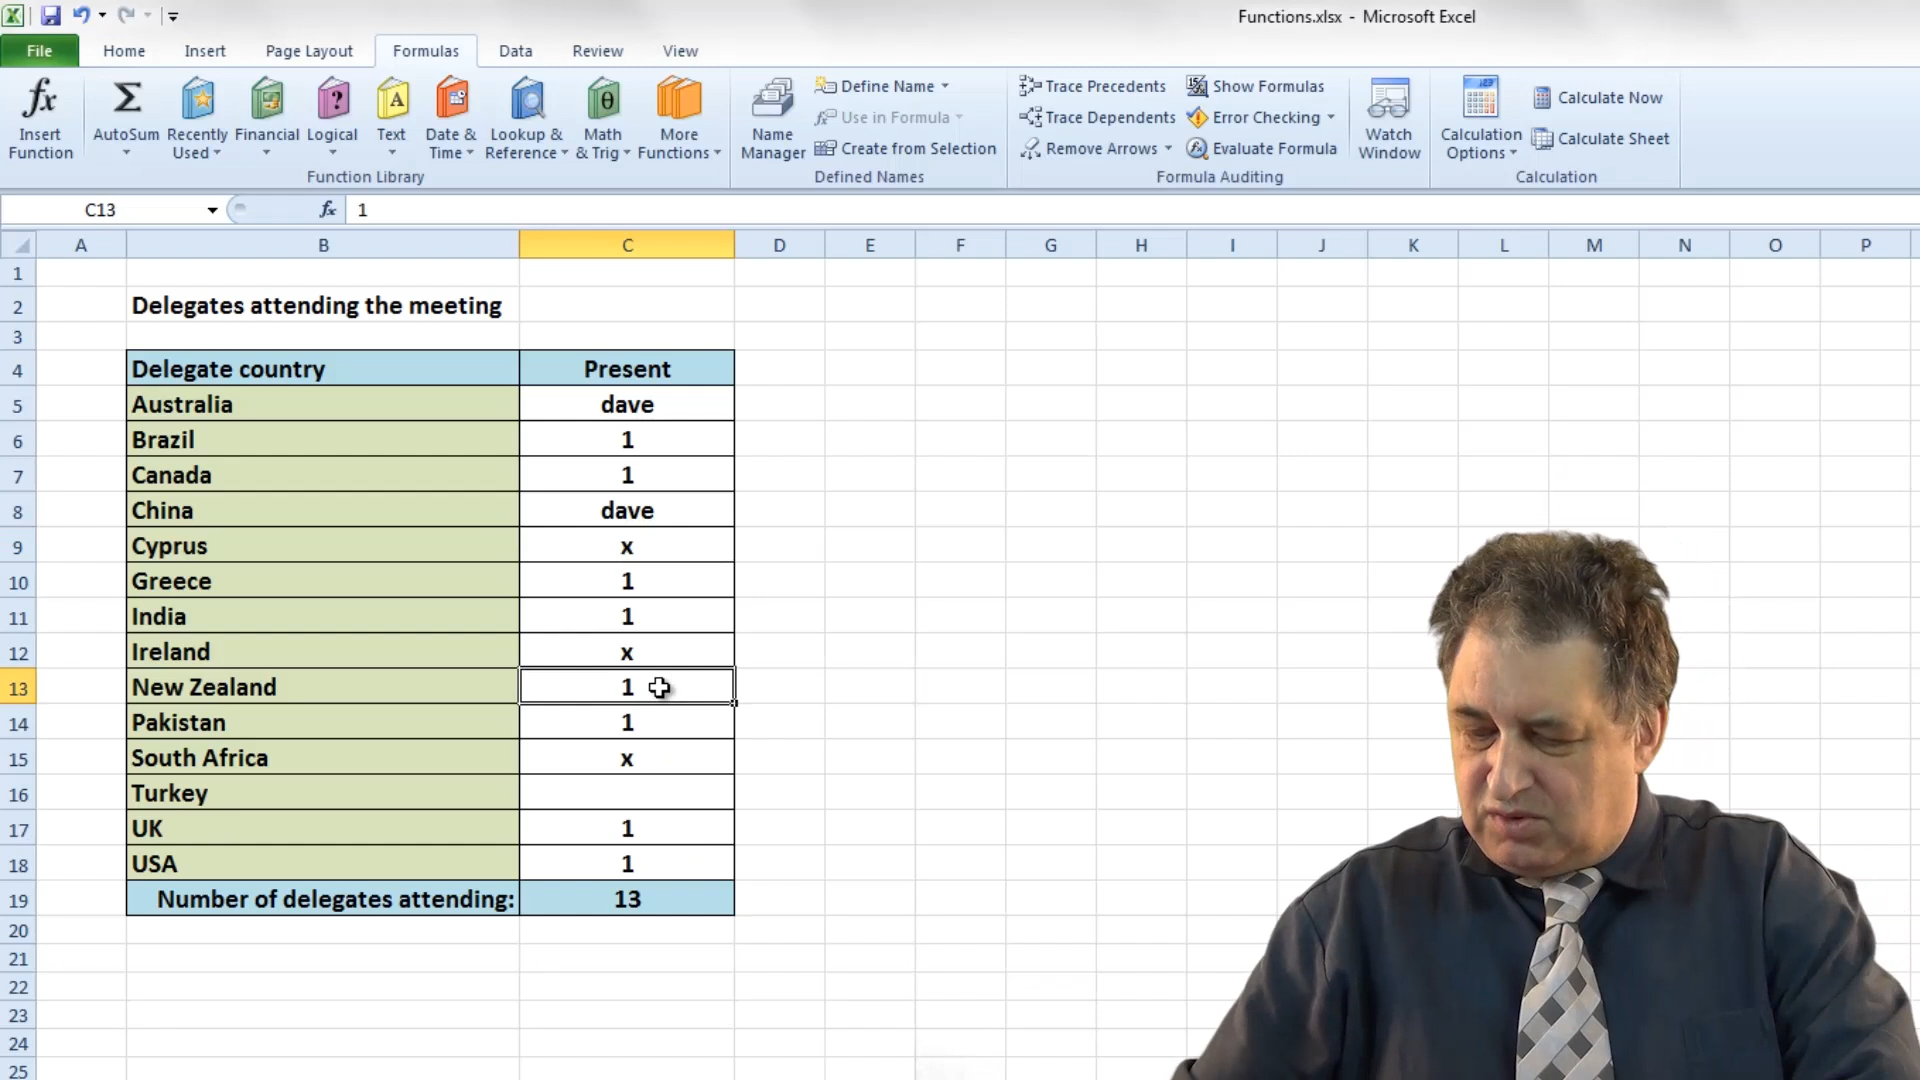 Functions.xlsx - Microsoft Excel
File Home Insert Page Layout Formulas Data Review View
Insert Function
AutoSum
Recently Used
Financial
Logical
Text
Date & Time
Lookup & Reference
Math & Trig
More Functions
Function Library
Name Manager
Define Name
Use in Formula
Create from Selection
Defined Names
Trace Precedents
Trace Dependents
Remove Arrows
Show Formulas
Error Checking
Evaluate Formula
Formula Auditing
Watch Window
Calculation Options
Calculate Now
Calculate Sheet
Calculation
C13 fx 1
A B C D E F G H I J K L M N O P
1
2 Delegates attending the meeting
3
4 Delegate country Present
5 Australia dave
6 Brazil 1
7 Canada 1
8 China dave
9 Cyprus x
10 Greece 1
11 India 1
12 Ireland x
13 New Zealand 1
14 Pakistan 1
15 South Africa x
16 Turkey
17 UK 1
18 USA 1
19 Number of delegates attending: 13
20
21
22
23
24
25